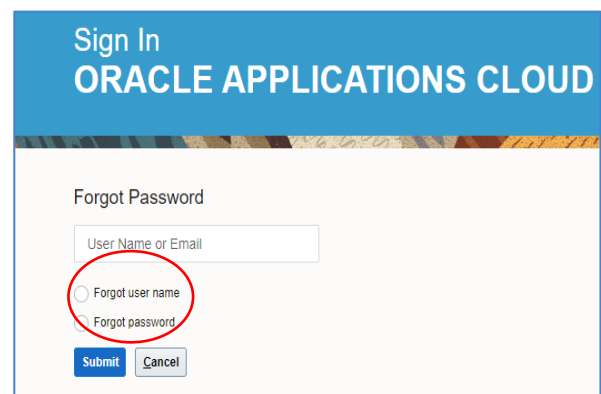 Sign In
ORACLE APPLICATIONS CLOUD
Forgot Password
User Name or Email
Forgot user name
Forgot password
Submit Cancel